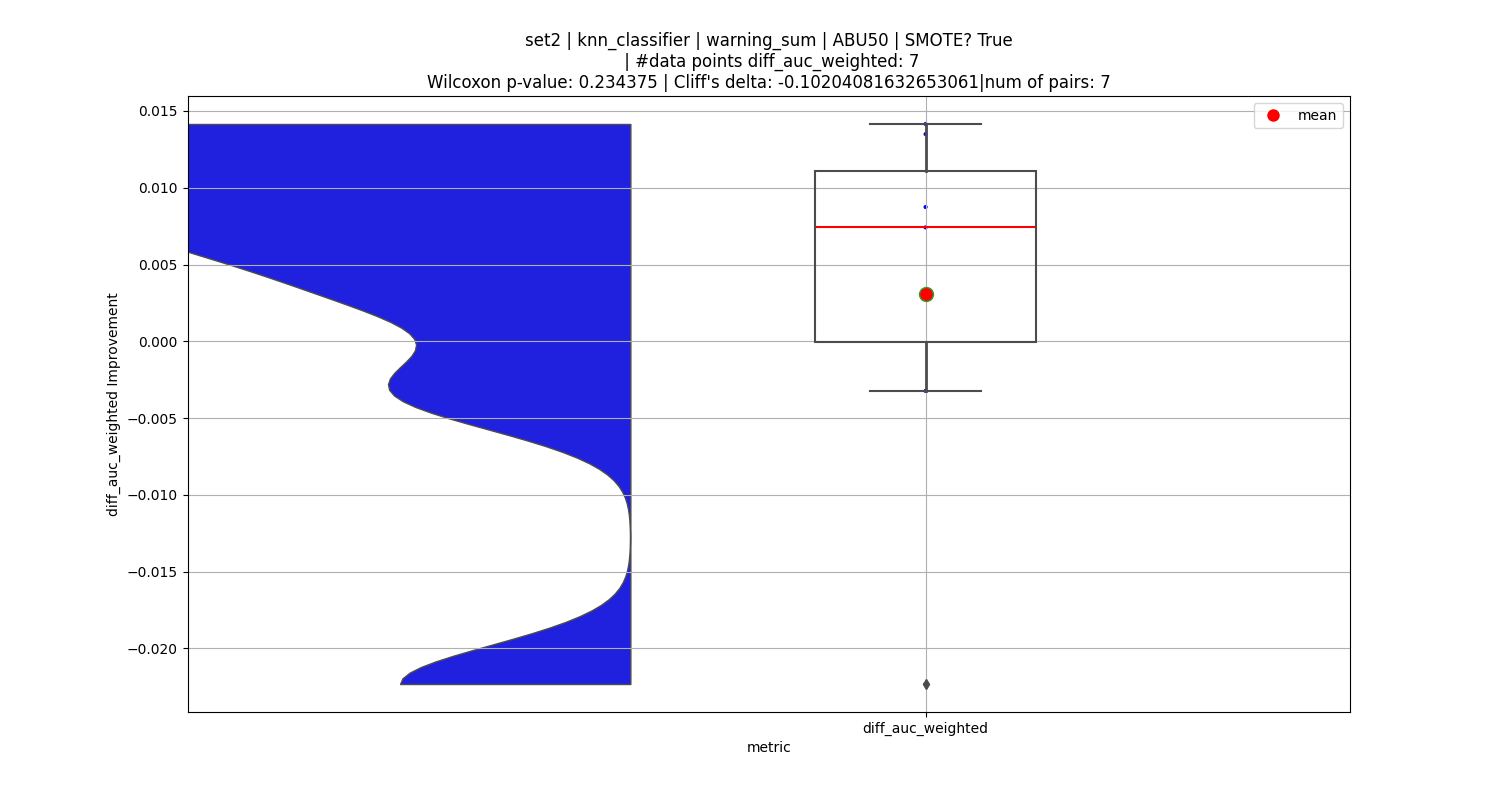 set2 | knn_classifier | warning_sum | ABU50 | SMOTE? True
| #data points diff_auc_weighted: 7
Wilcoxon p-value: 0.234375 | Cliff's delta: -0.10204081632653061|num of pairs: 7
mean
0.015
0.010
0.005
0.000
−0.005
−0.010
−0.015
−0.020
diff_auc_weighted Improvement
diff_auc_weighted
metric